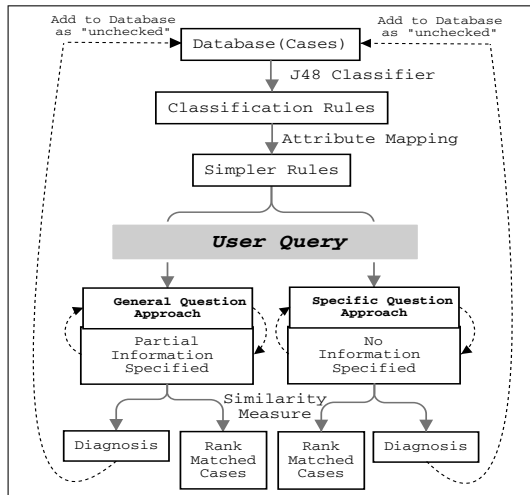 Add to Database
as "unchecked"
Add to Database
as "unchecked"
Database(Cases)
J48 Classifier
Classification Rules
Attribute Mapping
Simpler Rules
User Query
General Question
Approach
Partial
Information
Specified
Specific Question
Approach
No
Information
Specified
Similarity
Measure
Diagnosis
Rank
Matched
Cases
Rank
Matched
Cases
Diagnosis